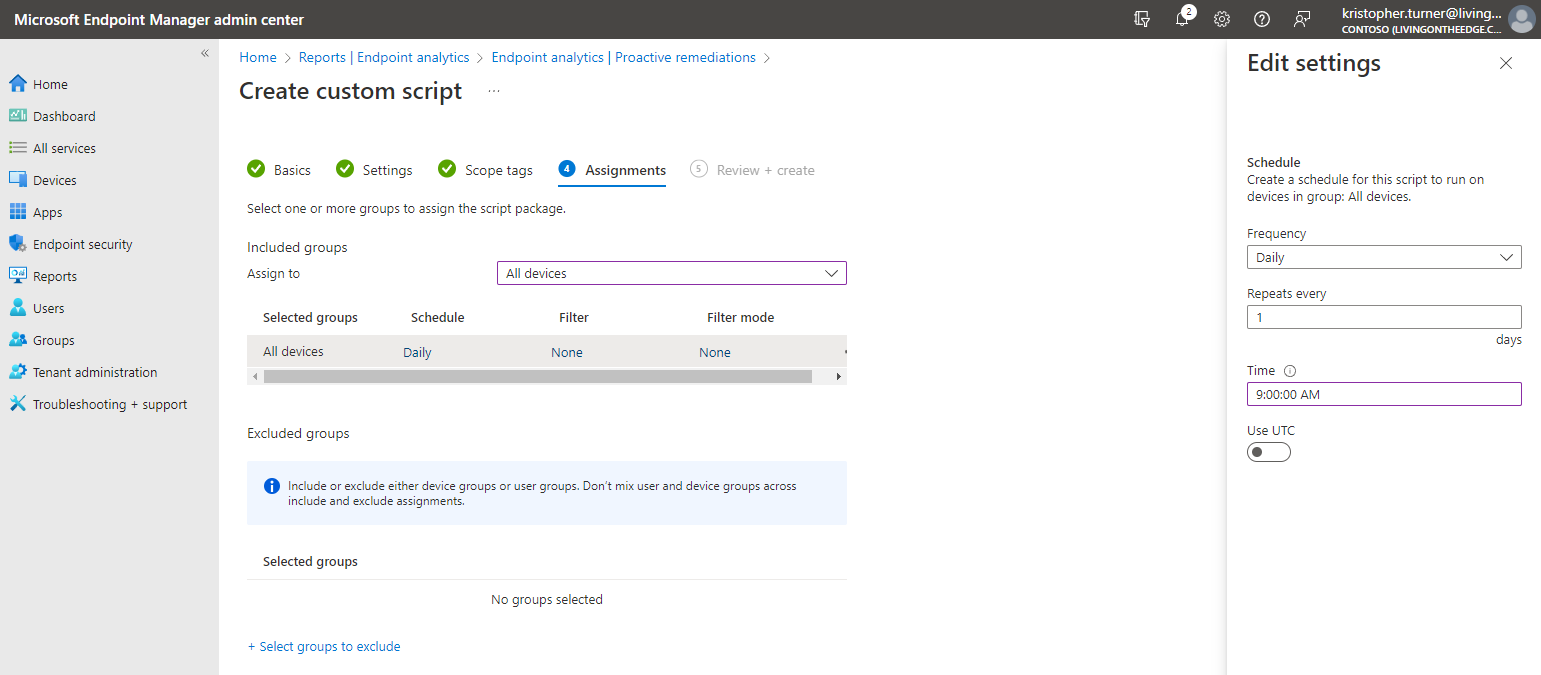 Microsoft Endpoint Manager admin center
2
kristopher.turner@living...
CONTOSO (LIVINGONTHEEDGE.C...
«
Home
Dashboard
All services
Devices
Apps
Endpoint security
Reports
Users
Groups
Tenant administration
Troubleshooting + support
Home > Reports | Endpoint analytics > Endpoint analytics | Proactive remediations >
Create custom script ...
Basics Settings Scope tags 4 Assignments 5 Review + create
Select one or more groups to assign the script package.
Included groups
Assign to All devices
Selected groups Schedule Filter Filter mode
All devices Daily None None
Excluded groups
Include or exclude either device groups or user groups. Don't mix user and device groups across
include and exclude assignments.
Selected groups
No groups selected
+ Select groups to exclude
Edit settings
Schedule
Create a schedule for this script to run on
devices in group: All devices.
Frequency
Daily
Repeats every
1
days
Time
9:00:00 AM
Use UTC